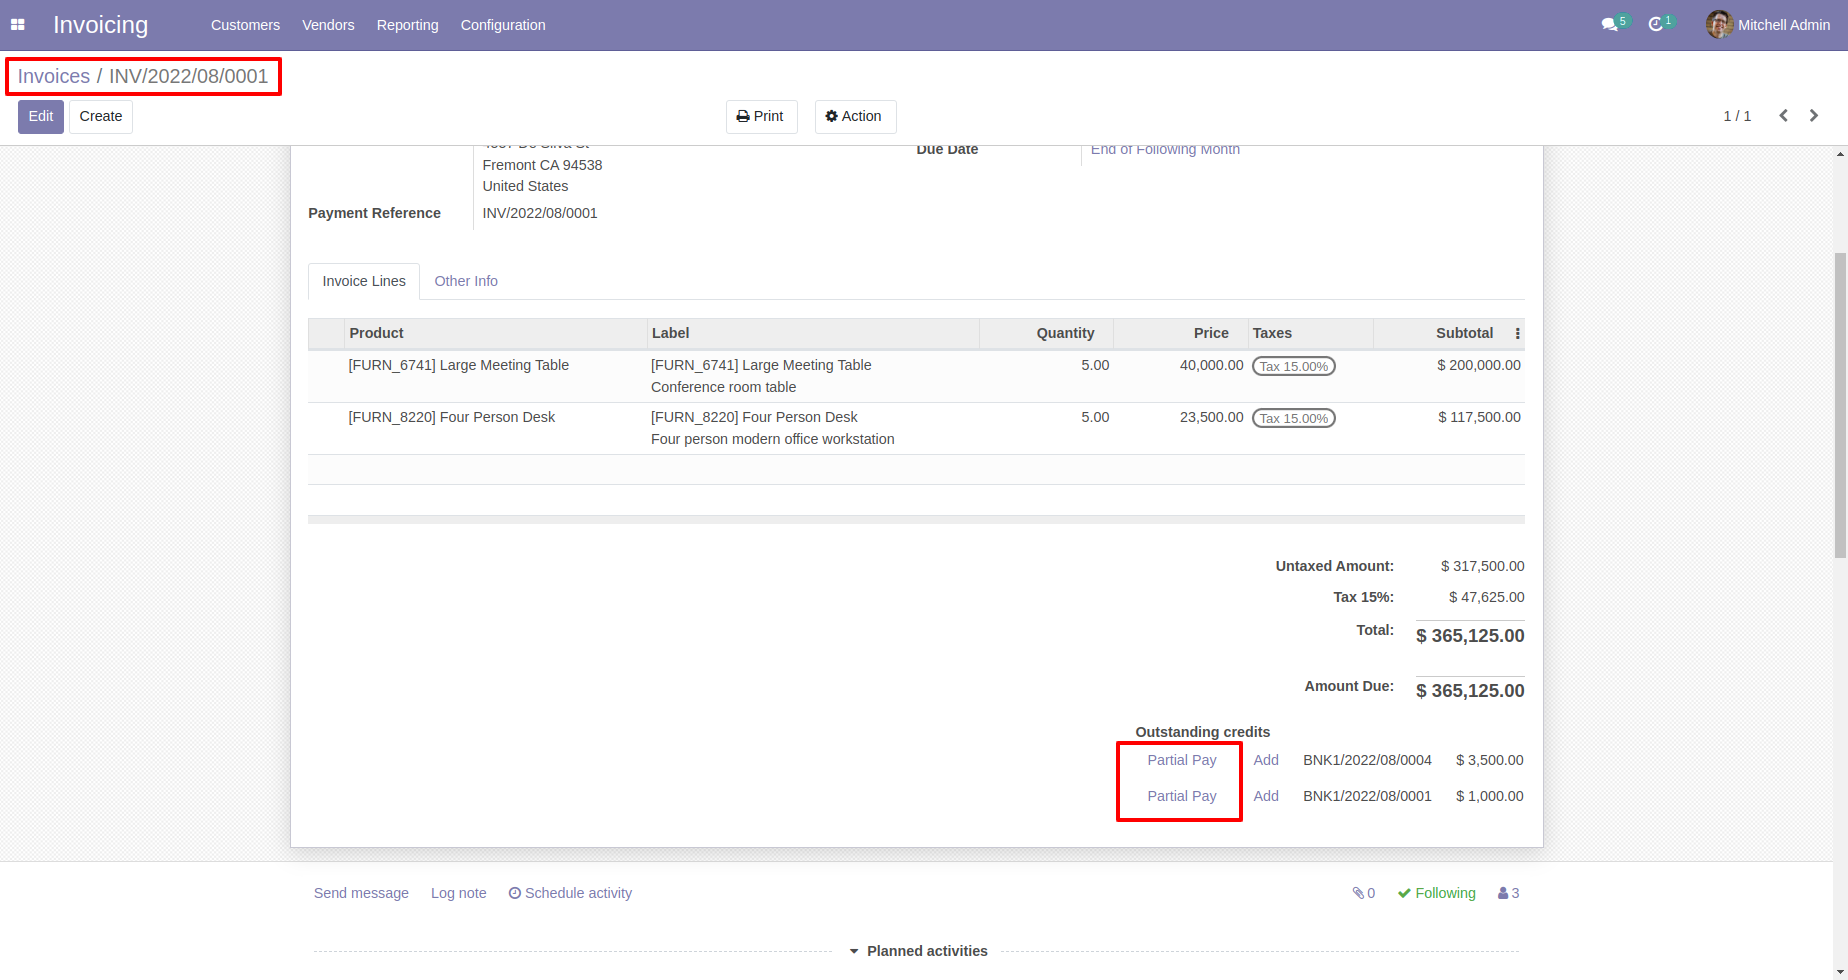 Invoicing Customers Vendors Reporting Configuration 5 1 Mitchell Admin
Invoices / INV/2022/08/0001
Edit Create Print Action 1 / 1
Due Date End of Following Month
Fremont CA 94538
United States
Payment Reference INV/2022/08/0001
Invoice Lines Other Info
Product Label Quantity Price Taxes Subtotal
[FURN_6741] Large Meeting Table [FURN_6741] Large Meeting Table 5.00 40,000.00 Tax 15.00% $ 200,000.00
Conference room table
[FURN_8220] Four Person Desk [FURN_8220] Four Person Desk 5.00 23,500.00 Tax 15.00% $ 117,500.00
Four person modern office workstation
Untaxed Amount: $ 317,500.00
Tax 15%: $ 47,625.00
Total: $ 365,125.00
Amount Due: $ 365,125.00
Outstanding credits
Partial Pay Add BNK1/2022/08/0004 $ 3,500.00
Partial Pay Add BNK1/2022/08/0001 $ 1,000.00
Send message Log note Schedule activity 0 Following 3
Planned activities